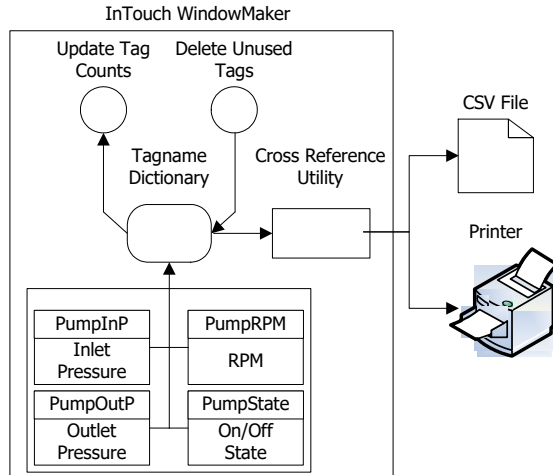 InTouch WindowMaker
Update Tag
Counts
Delete Unused
Tags
CSV File
Tagname
Dictionary
Cross Reference
Utility
Printer
PumpInP
Inlet
Pressure
PumpRPM
RPM
PumpOutP
Outlet
Pressure
PumpState
On/Off
State